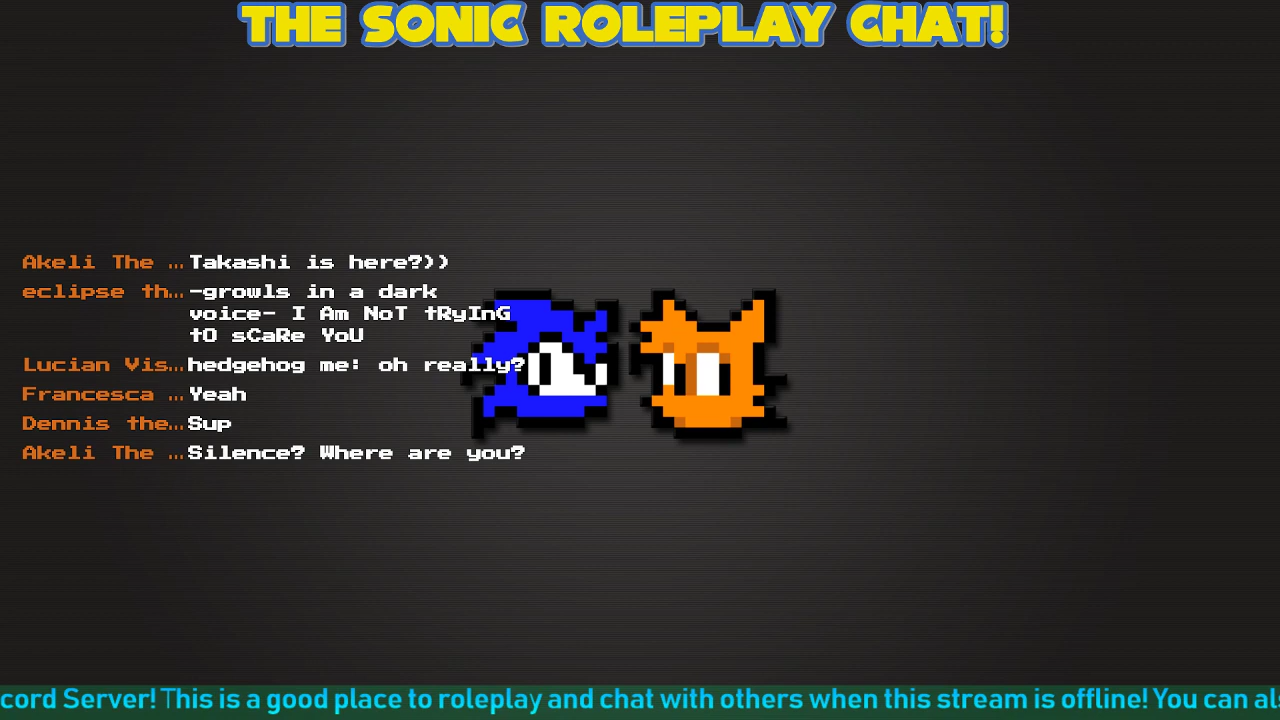 THE SONIC ROLEPLAY CHAT!
Akeli The ... Takashi is here?))
eclipse th... -growls in a dark
voice- I Am NoT tRyInG
tO sCaRe YoU
Lucian Vis... hedgehog me: oh really?
Francesca ... Yeah
Dennis the... Sup
Akeli The ... Silence? Where are you?
cord Server! This is a good place to roleplay and chat with others when this stream is offline! You can al